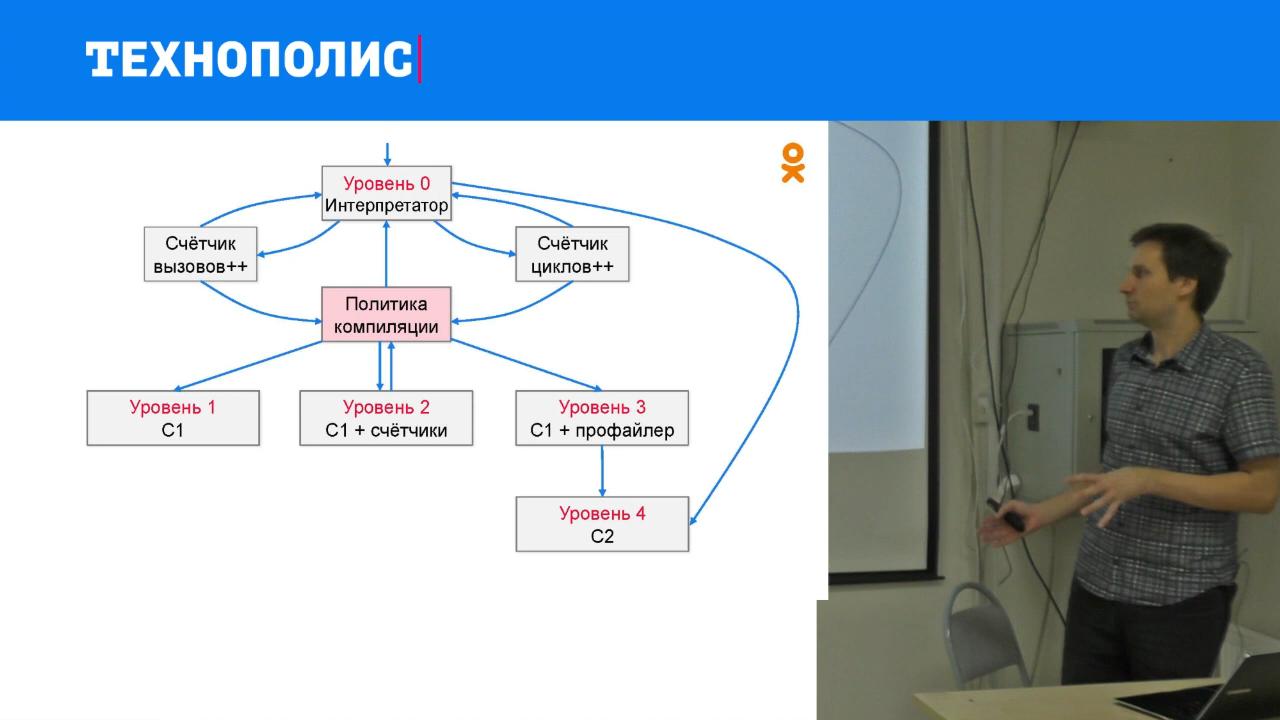 ТЕХНОПОЛИС
Уровень 0
Интерпретатор
Счётчик
вызовов++
Счётчик
циклов++
Политика
компиляции
Уровень 1
C1
Уровень 2
C1 + счётчики
Уровень 3
C1 + профайлер
Уровень 4
C2